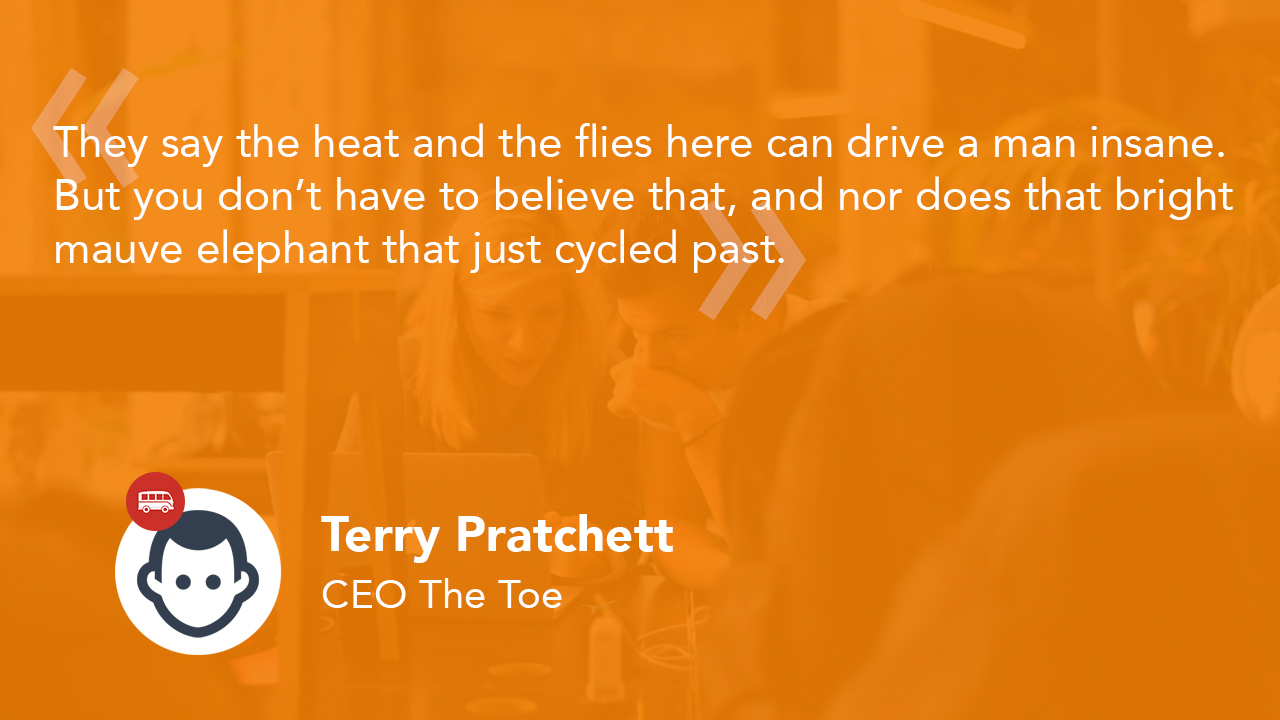 They say the heat and the flies here can drive a man insane.
But you don’t have to believe that, and nor does that bright
mauve elephant that just cycled past.
Terry Pratchett
CEO The Toe